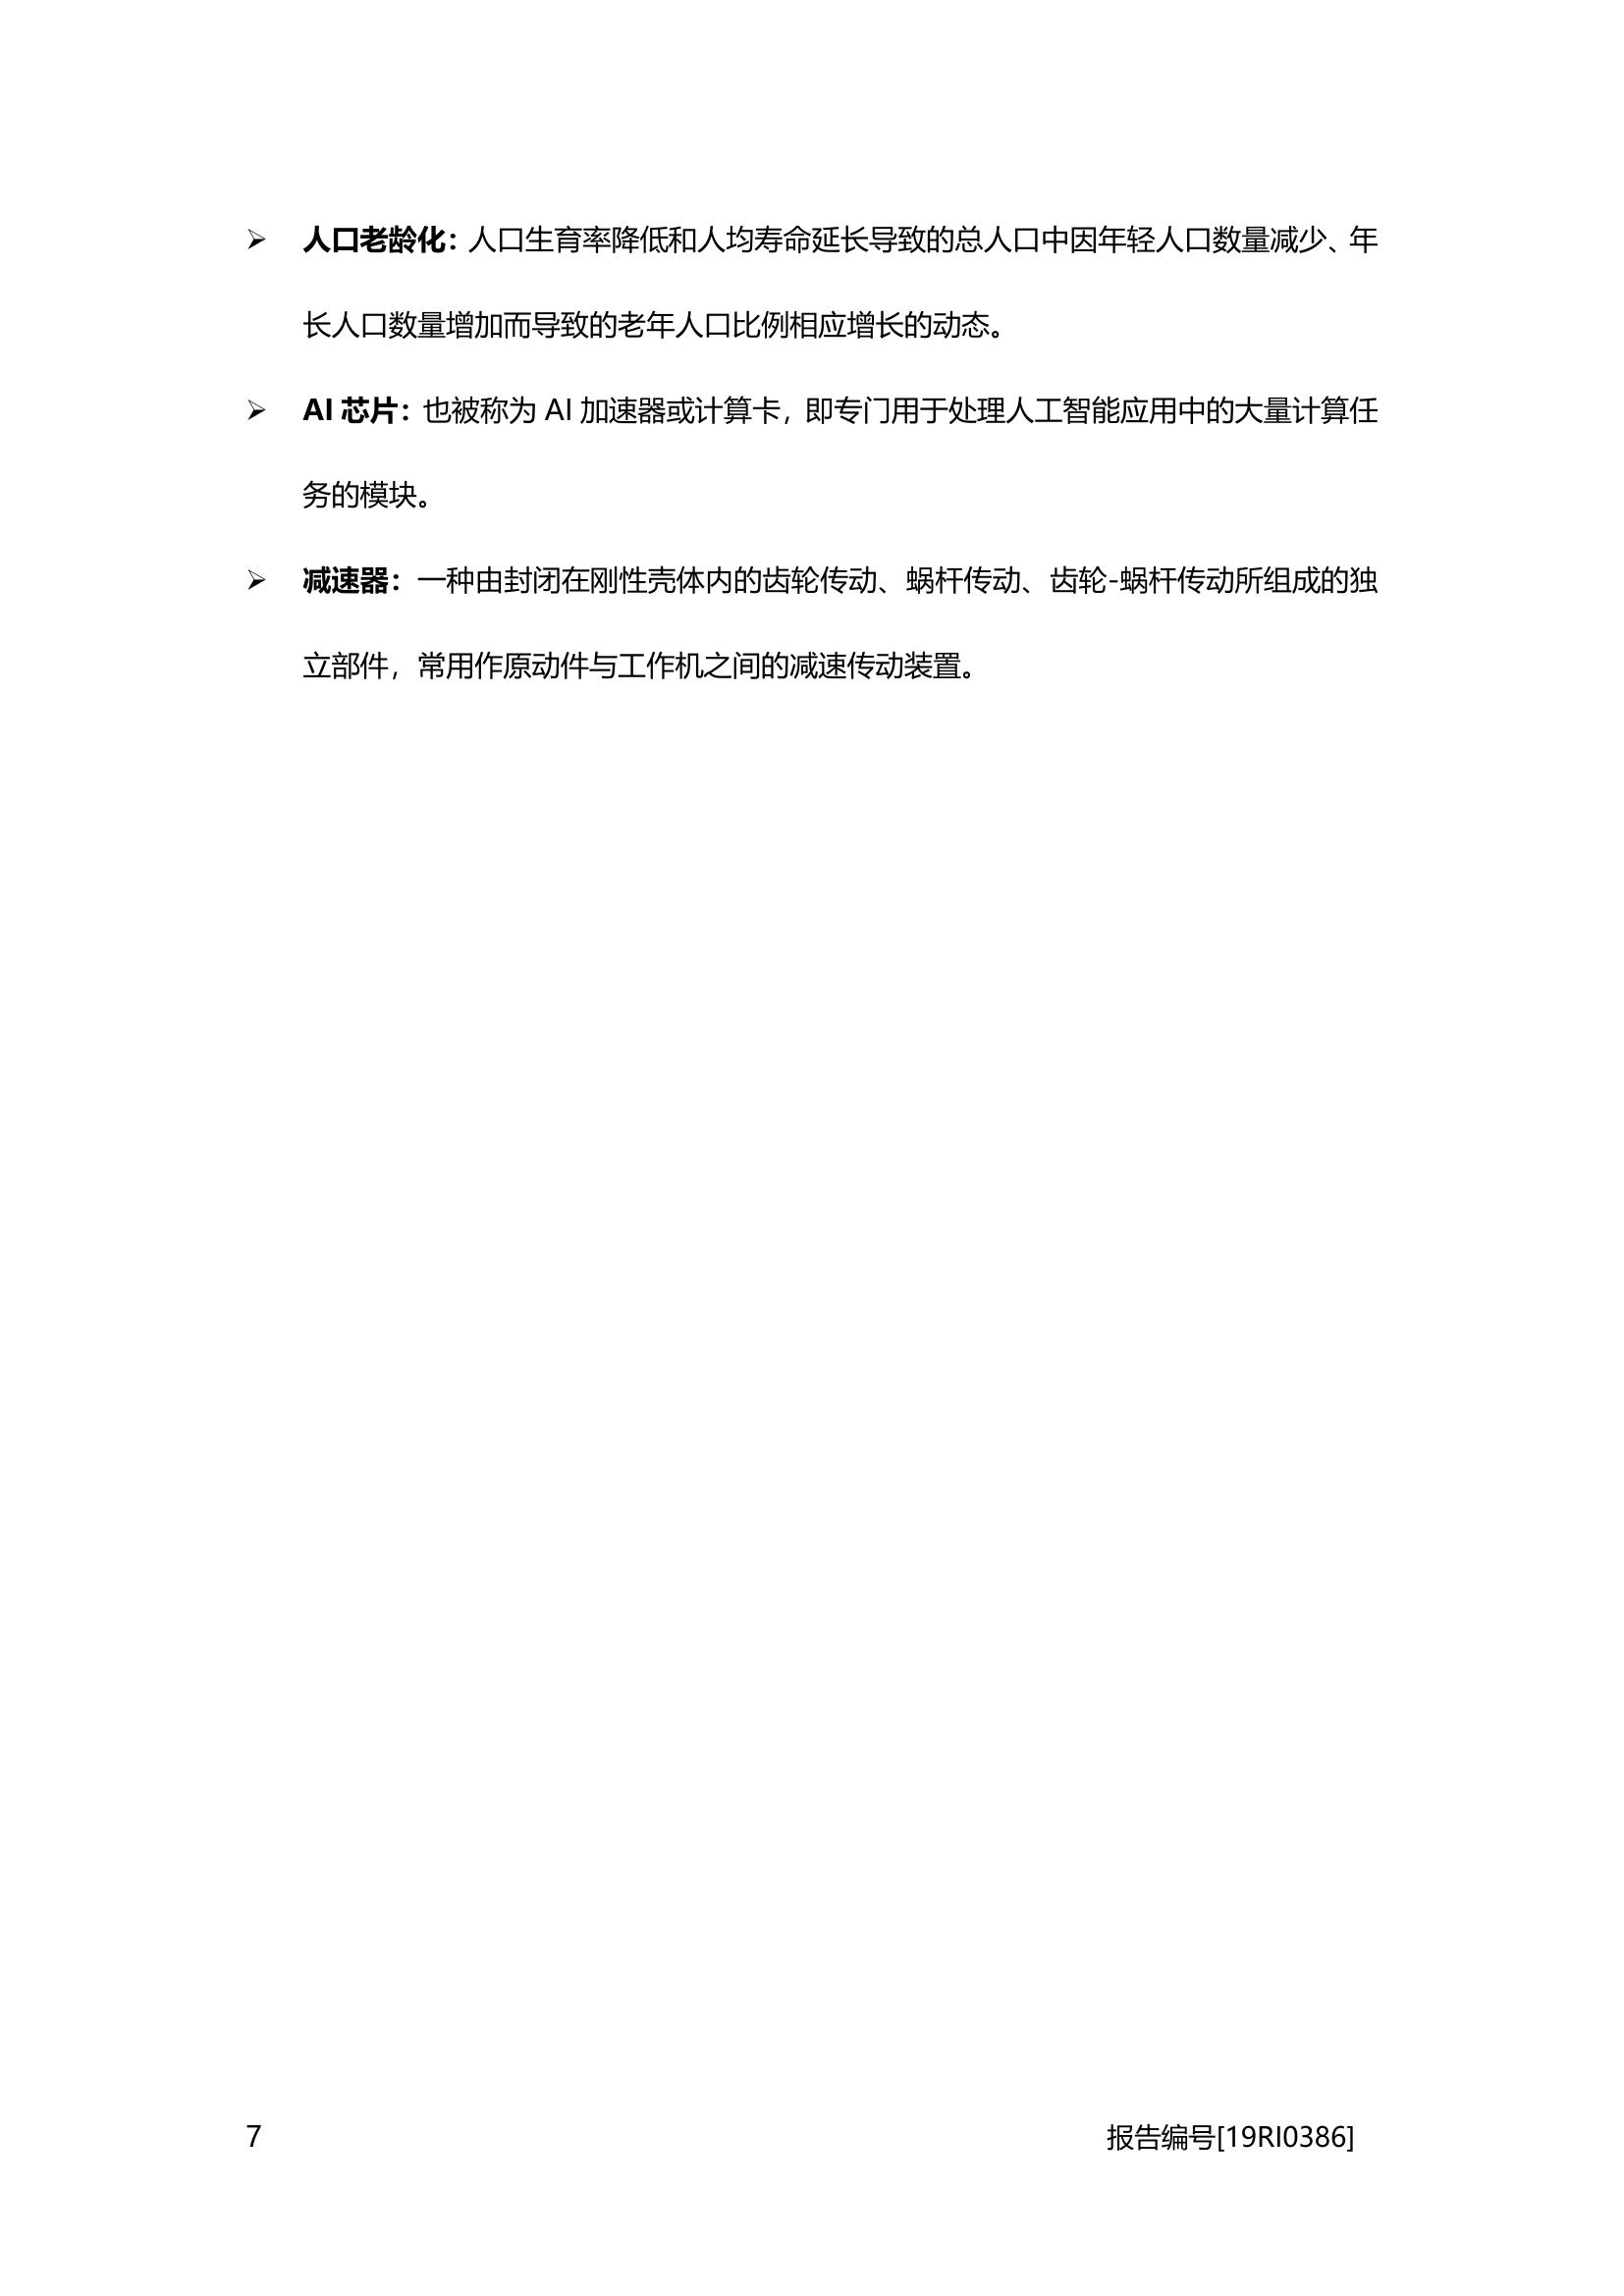 ➢ 人口老龄化：人口生育率降低和人均寿命延长导致的总人口中因年轻人口数量减少、年
长人口数量增加而导致的老年人口比例相应增长的动态。
➢ AI 芯片：也被称为 AI 加速器或计算卡，即专门用于处理人工智能应用中的大量计算任
务的模块。
➢ 减速器：一种由封闭在刚性壳体内的齿轮传动、蜗杆传动、齿轮-蜗杆传动所组成的独
立部件，常用作原动件与工作机之间的减速传动装置。
7 报告编号[19RI0386]